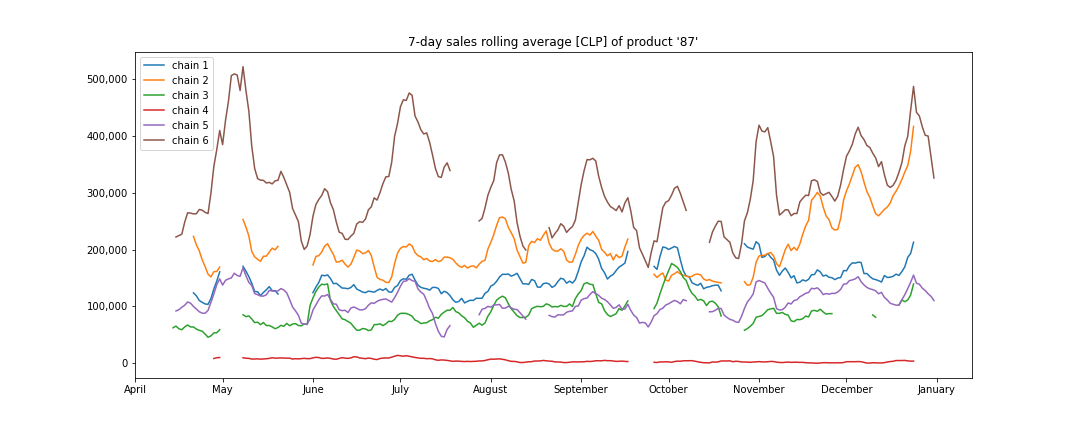 7-day sales rolling average [CLP] of product '87'
chain 1
chain 2
chain 3
chain 4
chain 5
chain 6
500,000
400,000
300,000
200,000
100,000
0
April May June July August September October November December January